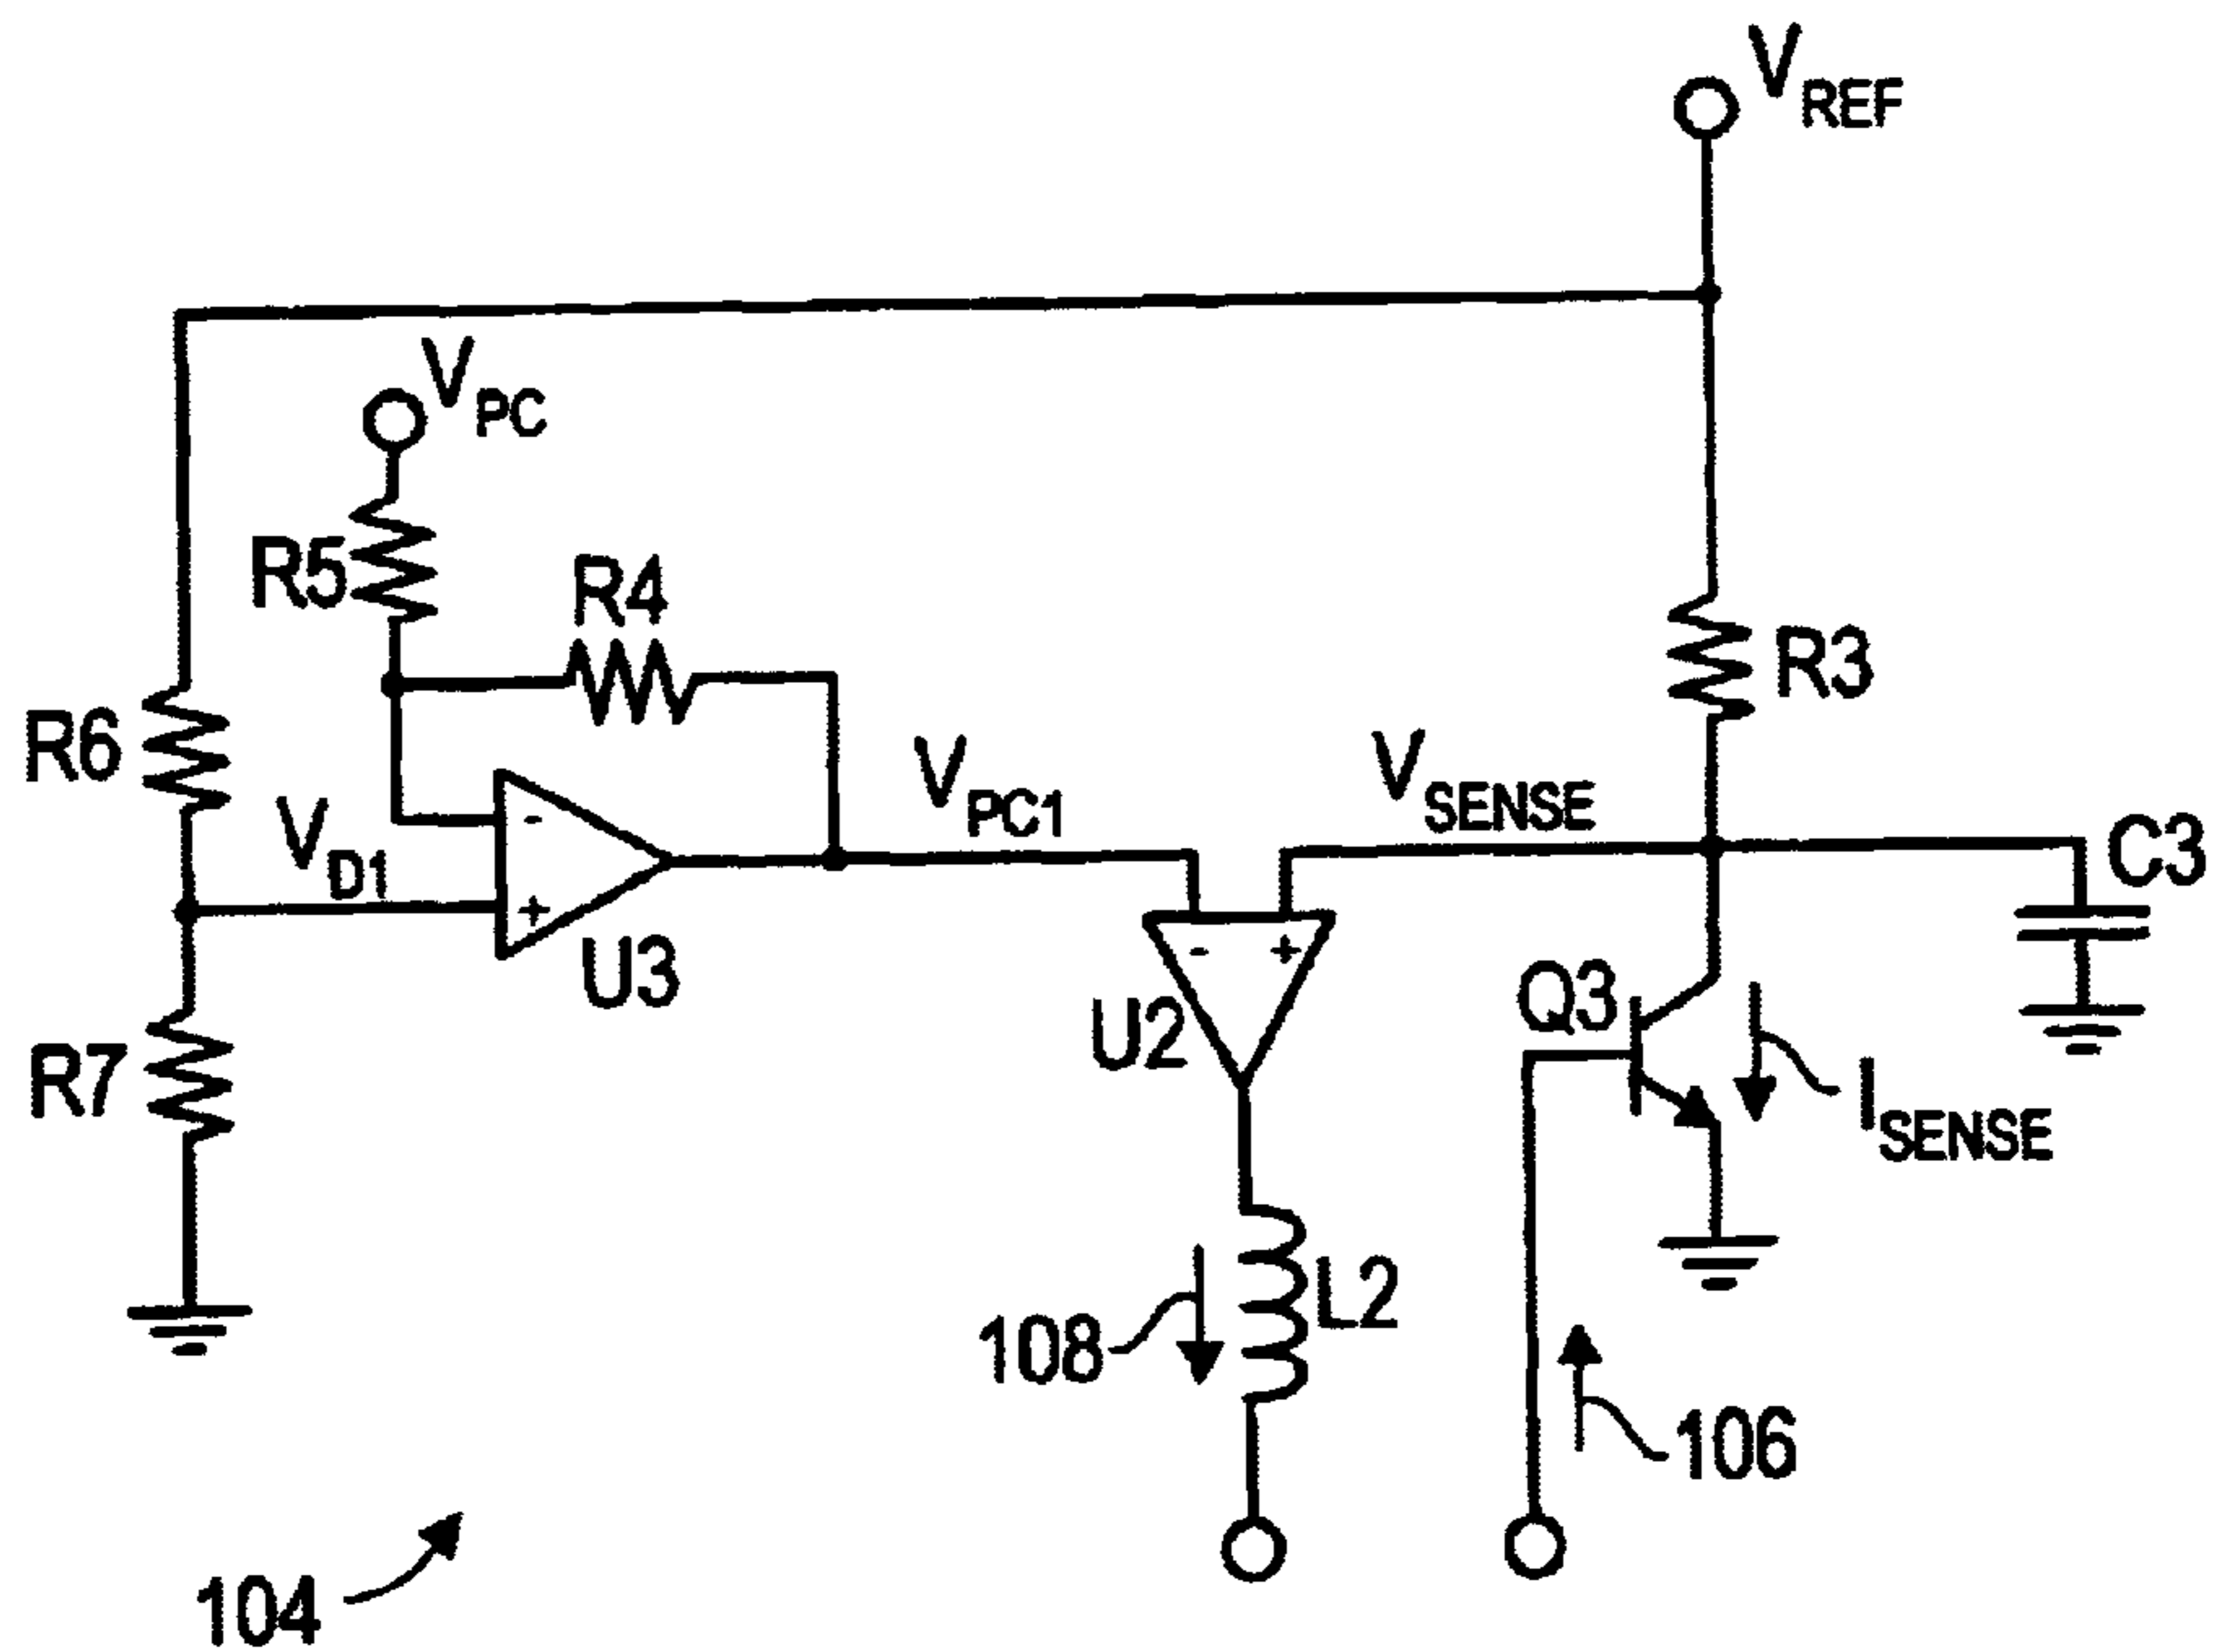 VREF
VPC
R5
R4
R3
R6
VD1
VPC1
VSENSE
C3
-
+
U3
-
+
U2
Q3
R7
ISENSE
L2
108
106
104